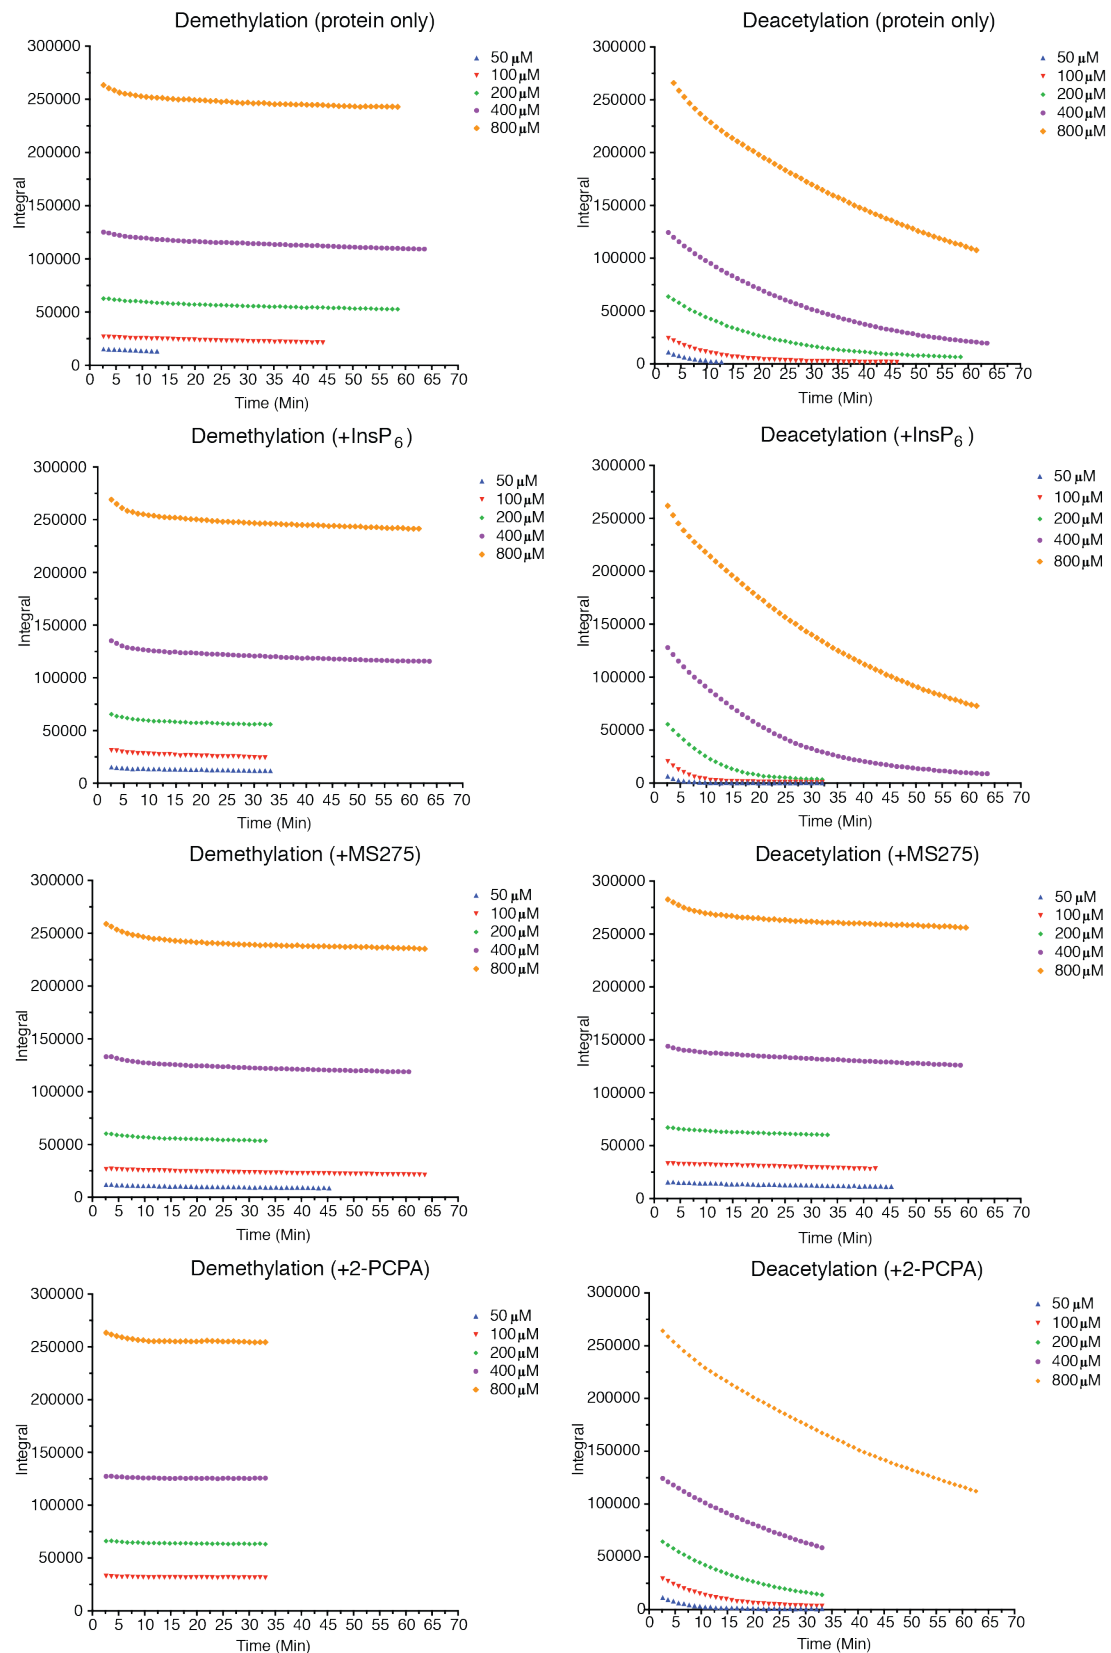 Demethylation (protein only)
Integral
300000
250000
200000
150000
100000
50000
0
0 5 10 15 20 25 30 35 40 45 50 55 60 65 70
Time (Min)
50 µM
100 µM
200 µM
400 µM
800 µM
Deacetylation (protein only)
Integral
300000
250000
200000
150000
100000
50000
0
0 5 10 15 20 25 30 35 40 45 50 55 60 65 70
Time (Min)
50 µM
100 µM
200 µM
400 µM
800 µM
Demethylation (+InsP6)
Integral
300000
250000
200000
150000
100000
50000
0
0 5 10 15 20 25 30 35 40 45 50 55 60 65 70
Time (Min)
50 µM
100 µM
200 µM
400 µM
800 µM
Deacetylation (+InsP6)
Integral
300000
250000
200000
150000
100000
50000
0
0 5 10 15 20 25 30 35 40 45 50 55 60 65 70
Time (Min)
50 µM
100 µM
200 µM
400 µM
800 µM
Demethylation (+MS275)
Integral
300000
250000
200000
150000
100000
50000
0
0 5 10 15 20 25 30 35 40 45 50 55 60 65 70
Time (Min)
50 µM
100 µM
200 µM
400 µM
800 µM
Deacetylation (+MS275)
Integral
300000
250000
200000
150000
100000
50000
0
0 5 10 15 20 25 30 35 40 45 50 55 60 65 70
Time (Min)
50 µM
100 µM
200 µM
400 µM
800 µM
Demethylation (+2-PCPA)
Integral
300000
250000
200000
150000
100000
50000
0
0 5 10 15 20 25 30 35 40 45 50 55 60 65 70
Time (Min)
50 µM
100 µM
200 µM
400 µM
800 µM
Deacetylation (+2-PCPA)
Integral
300000
250000
200000
150000
100000
50000
0
0 5 10 15 20 25 30 35 40 45 50 55 60 65 70
Time (Min)
50 µM
100 µM
200 µM
400 µM
800 µM